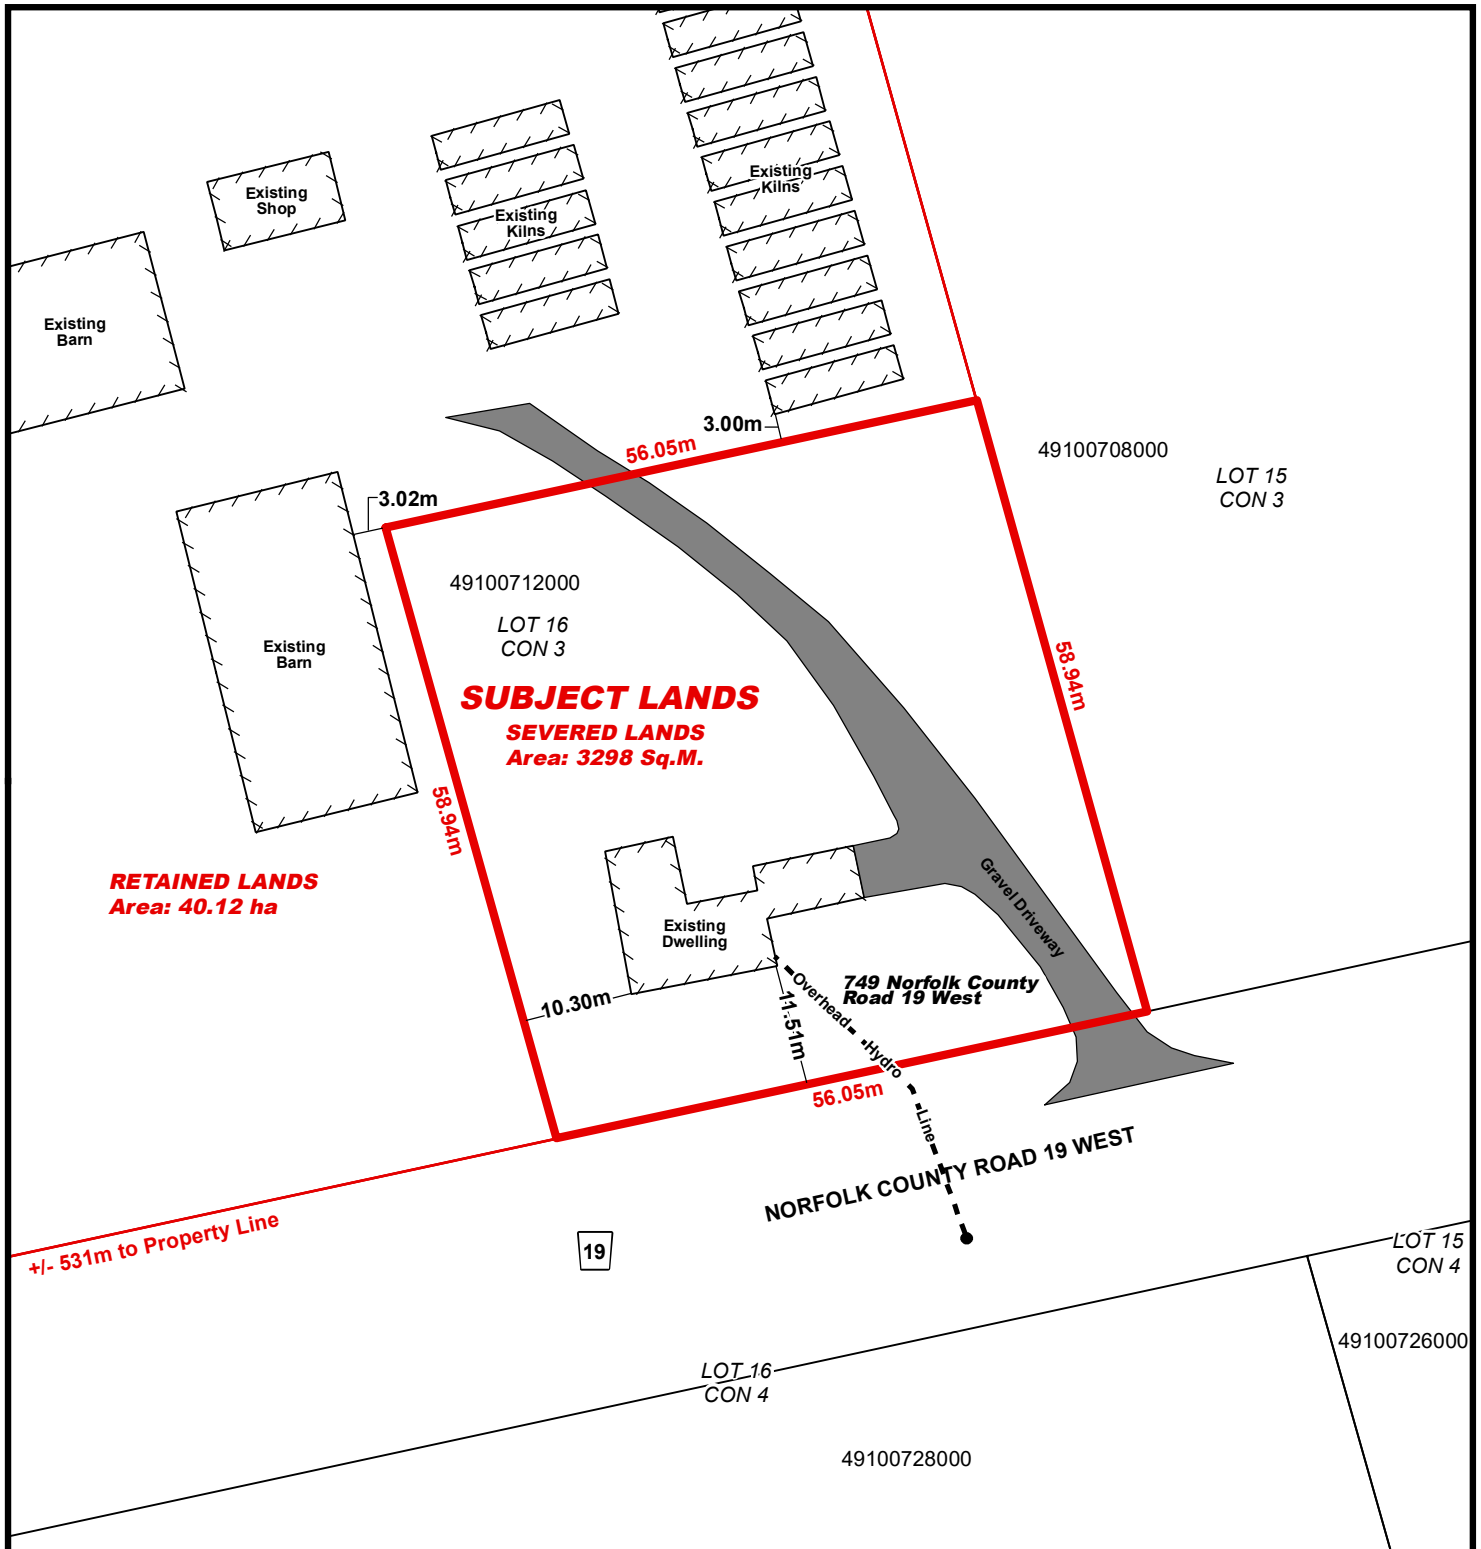 Existing
Shop
Existing
Kilns
Existing
Kilns
Existing
Barn
3.00m
56.05m
49100708000
LOT 15
CON 3
3.02m
49100712000
LOT 16
CON 3
Existing
Barn
58.94m
SUBJECT LANDS
SEVERED LANDS
Area: 3298 Sq.M.
58.94m
RETAINED LANDS
Area: 40.12 ha
Gravel Driveway
Existing
Dwelling
749 Norfolk County
Road 19 West
10.30m
11.51m
Overhead
Hydro
Line
56.05m
NORFOLK COUNTY ROAD 19 WEST
+/- 531m to Property Line
19
LOT 15
CON 4
49100726000
LOT 16
CON 4
49100728000